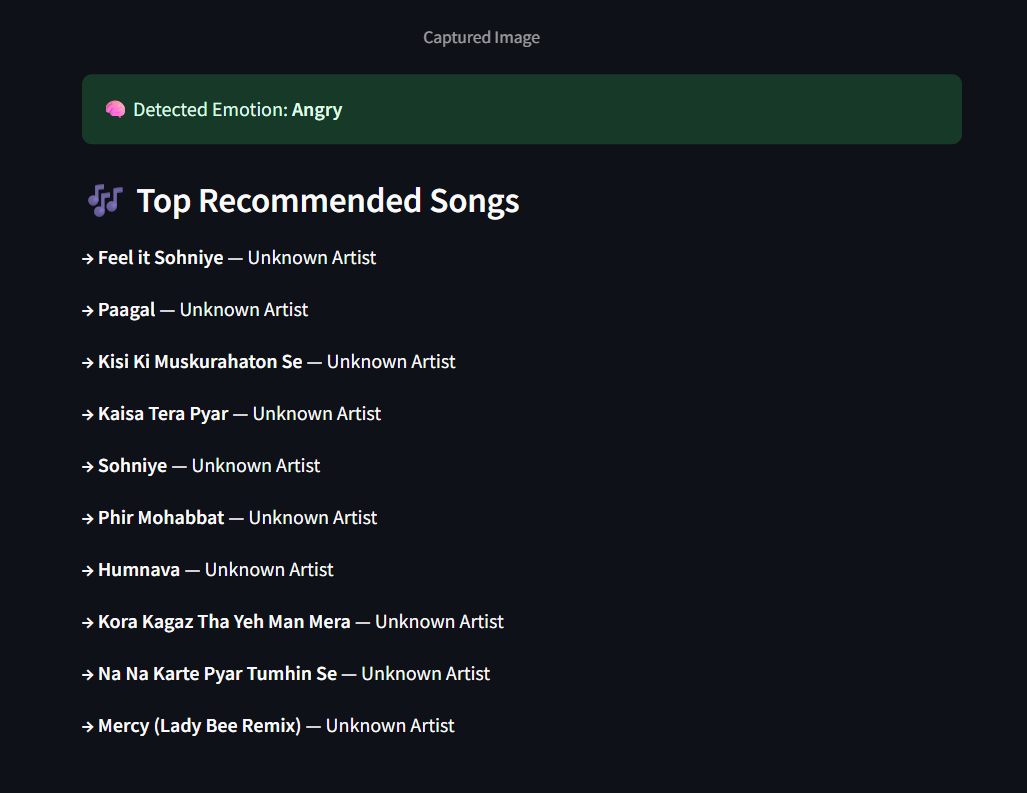 Captured Image
🧠 Detected Emotion: Angry
🎶 Top Recommended Songs
→ Feel it Sohniye — Unknown Artist
→ Paagal — Unknown Artist
→ Kisi Ki Muskurahaton Se — Unknown Artist
→ Kaisa Tera Pyar — Unknown Artist
→ Sohniye — Unknown Artist
→ Phir Mohabbat — Unknown Artist
→ Humnava — Unknown Artist
→ Kora Kagaz Tha Yeh Man Mera — Unknown Artist
→ Na Na Karte Pyar Tumhin Se — Unknown Artist
→ Mercy (Lady Bee Remix) — Unknown Artist